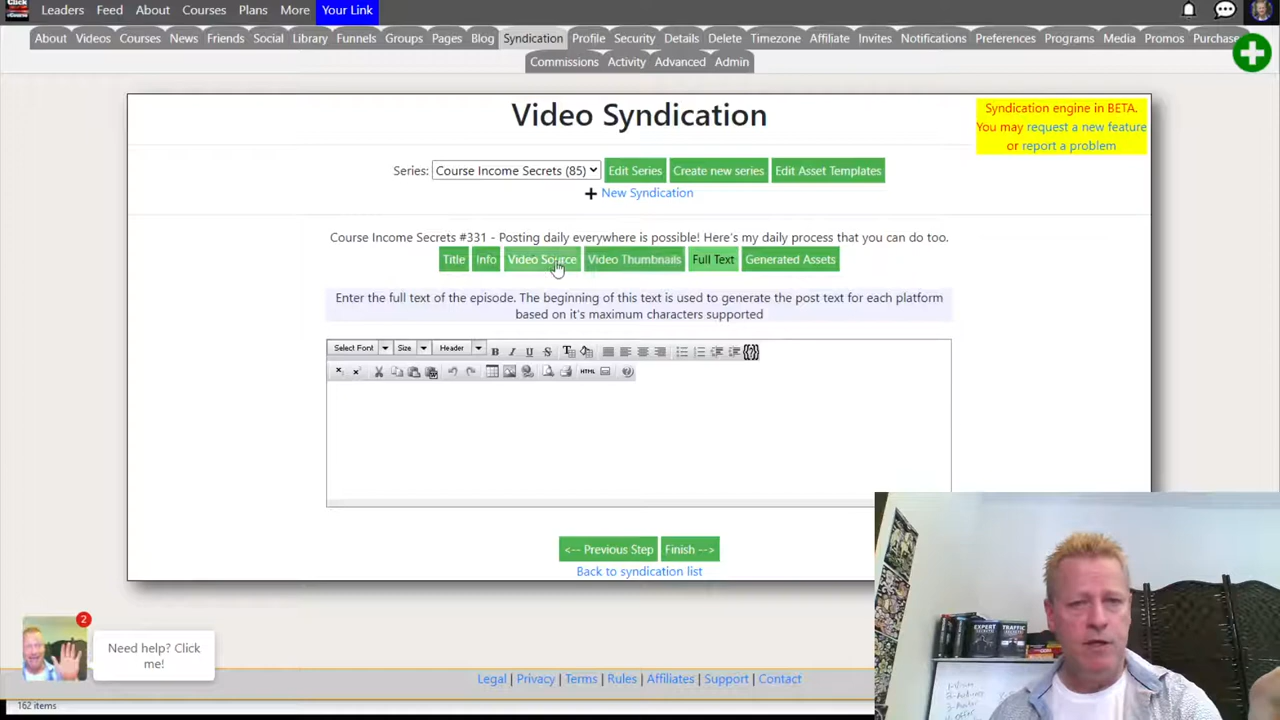 Click
Leaders Feed About Courses Plans More Your Link
About Videos Courses News Friends Social Library Funnels Groups Pages Blog Syndication Profile Security Details Delete Timezone Affiliate Invites Notifications Preferences Programs Media Promos Purchase
Commissions Activity Advanced Admin
Video Syndication
Syndication engine in BETA.
You may request a new feature
or report a problem
Series: Course Income Secrets (85) Edit Series Create new series Edit Asset Templates
New Syndication
Course Income Secrets #331 - Posting daily everywhere is possible! Here's my daily process that you can do too.
Title Info Video Source Video Thumbnails Full Text Generated Assets
Enter the full text of the episode. The beginning of this text is used to generate the post text for each platform
based on it's maximum characters supported
Select Font Size Header B I U S
HTML
<-- Previous Step Finish -->
Back to syndication list
2
Need help? Click
me!
EXPERT
SECRETS
TRAFFIC
SECRETS
Legal | Privacy | Terms | Rules | Affiliates | Support | Contact
162 items